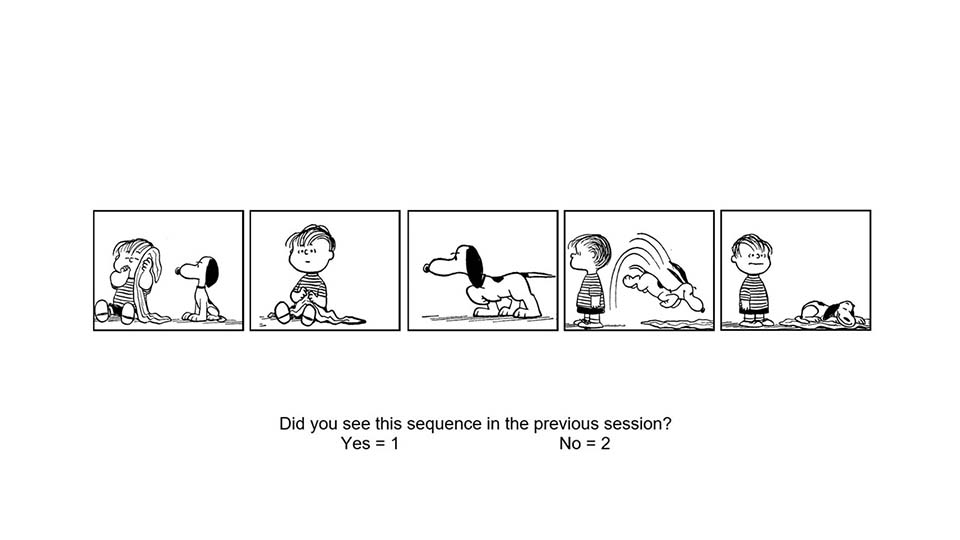 Did you see this sequence in the previous session?
Yes = 1 No = 2